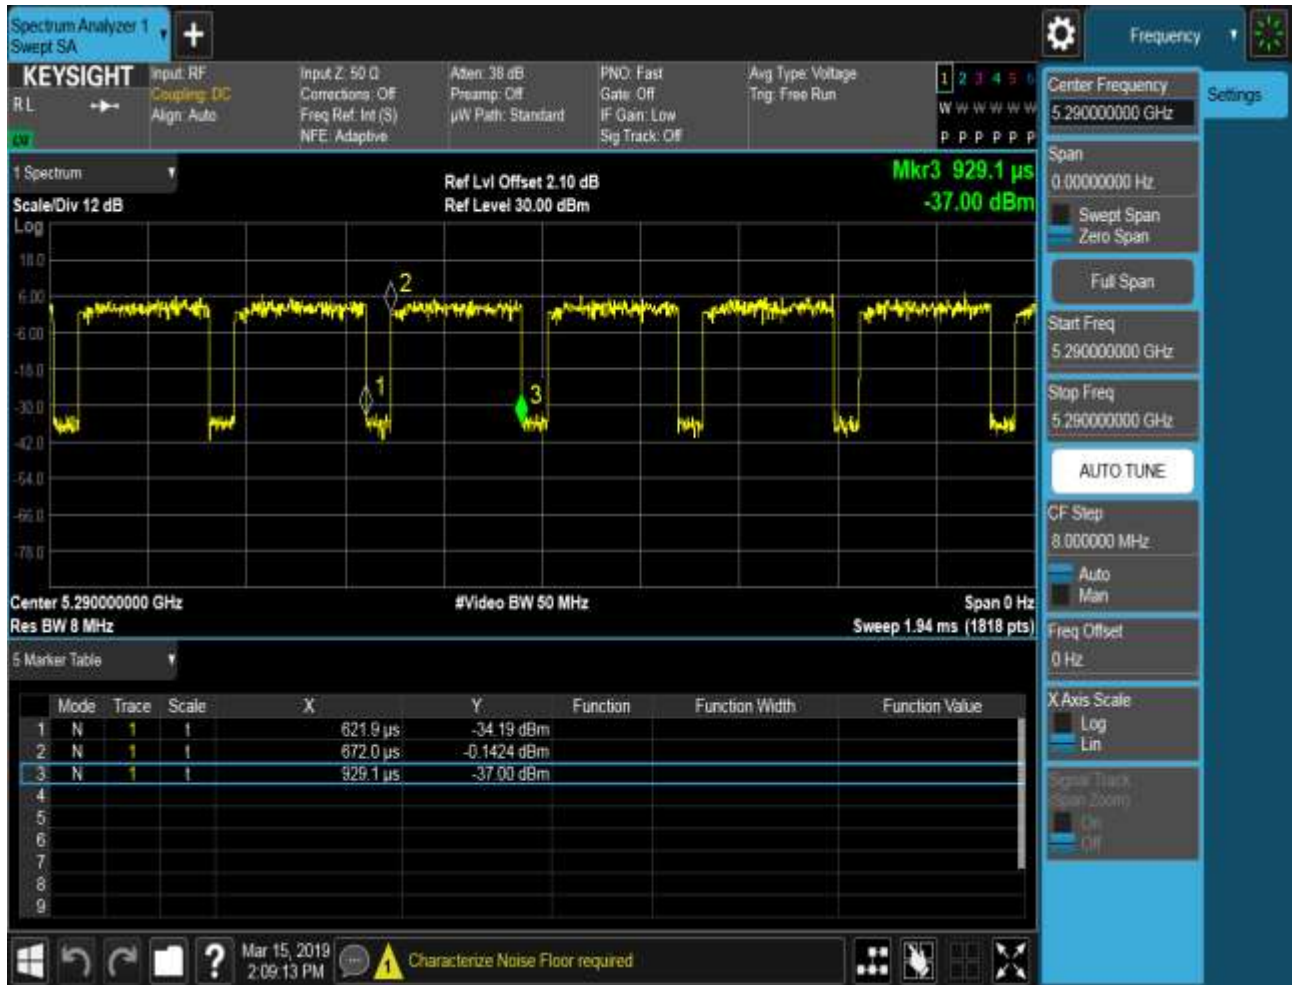 Spectrum Analyzer 1
Swept SA
+
Frequency
KEYSIGHT
RL
Input: RF
Coupling: DC
Align: Auto
Input Z: 50 Ω
Corrections: Off
Freq Ref: Int (S)
NFE: Adaptive
Atten: 38 dB
Preamp: Off
µW Path: Standard
PNO: Fast
Gate: Off
IF Gain: Low
Sig Track: Off
Avg Type: Voltage
Trig: Free Run
1 2 3 4 5 6
W W W W W W
P P P P P P
Center Frequency
5.290000000 GHz
Settings
Span
0.00000000 Hz
Swept Span
Zero Span
Full Span
Start Freq
5.290000000 GHz
Stop Freq
5.290000000 GHz
AUTO TUNE
CF Step
8.000000 MHz
Auto
Man
Freq Offset
0 Hz
X Axis Scale
Log
Lin
Signal Track
(Span Zoom)
On
Off
1 Spectrum
Scale/Div 12 dB
Ref Lvl Offset 2.10 dB
Ref Level 30.00 dBm
Mkr3 929.1 µs
-37.00 dBm
Log
18.0
6.00
-6.00
-18.0
-30.0
-42.0
-54.0
-66.0
-78.0
2
1
3
Center 5.290000000 GHz
#Video BW 50 MHz
Span 0 Hz
Res BW 8 MHz
Sweep 1.94 ms (1818 pts)
5 Marker Table
Mode Trace Scale X Y Function Function Width Function Value
1 N 1 t 621.9 µs -34.19 dBm
2 N 1 t 672.0 µs -0.1424 dBm
3 N 1 t 929.1 µs -37.00 dBm
4
5
6
7
8
9
?
Mar 15, 2019
2:09:13 PM
1
Characterize Noise Floor required